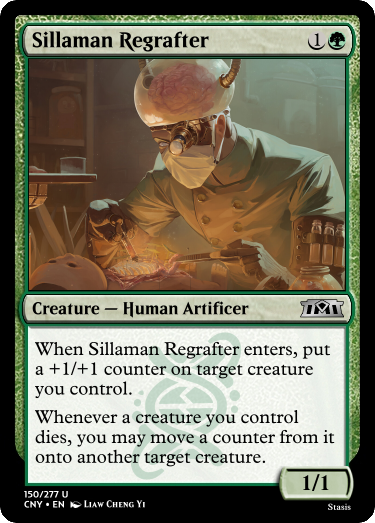 Sillaman Regrafter 1
Creature — Human Artificer
When Sillaman Regrafter enters, put
a +1/+1 counter on target creature
you control.
Whenever a creature you control
dies, you may move a counter from it
onto another target creature.
1/1
150/277 U
CNY • EN Liaw Cheng Yi
Stasis